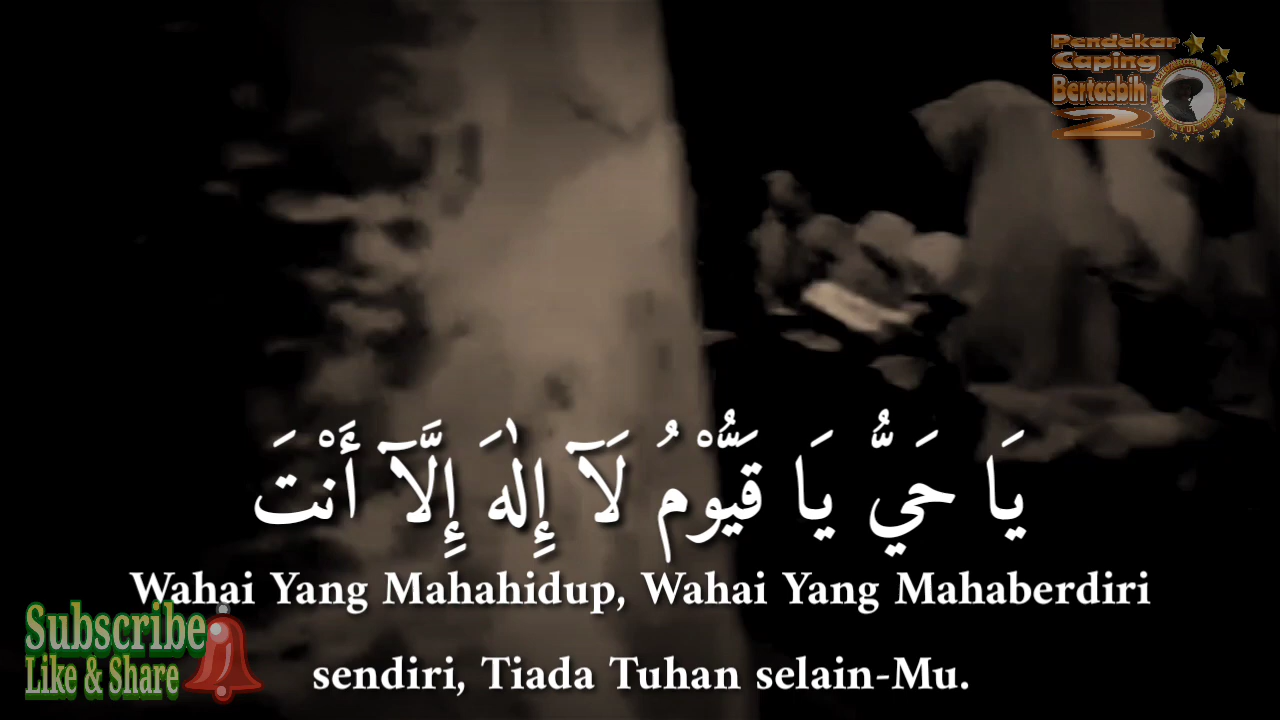 Pendekar
Caping
Bertasbih
2
يَا حَيُّ يَا قَيُّوْمُ لَآ إِلٰهَ إِلَّآ أَنْتَ
Wahai Yang Mahahidup, Wahai Yang Mahaberdiri
sendiri, Tiada Tuhan selain-Mu.
Subscribe
Like & Share